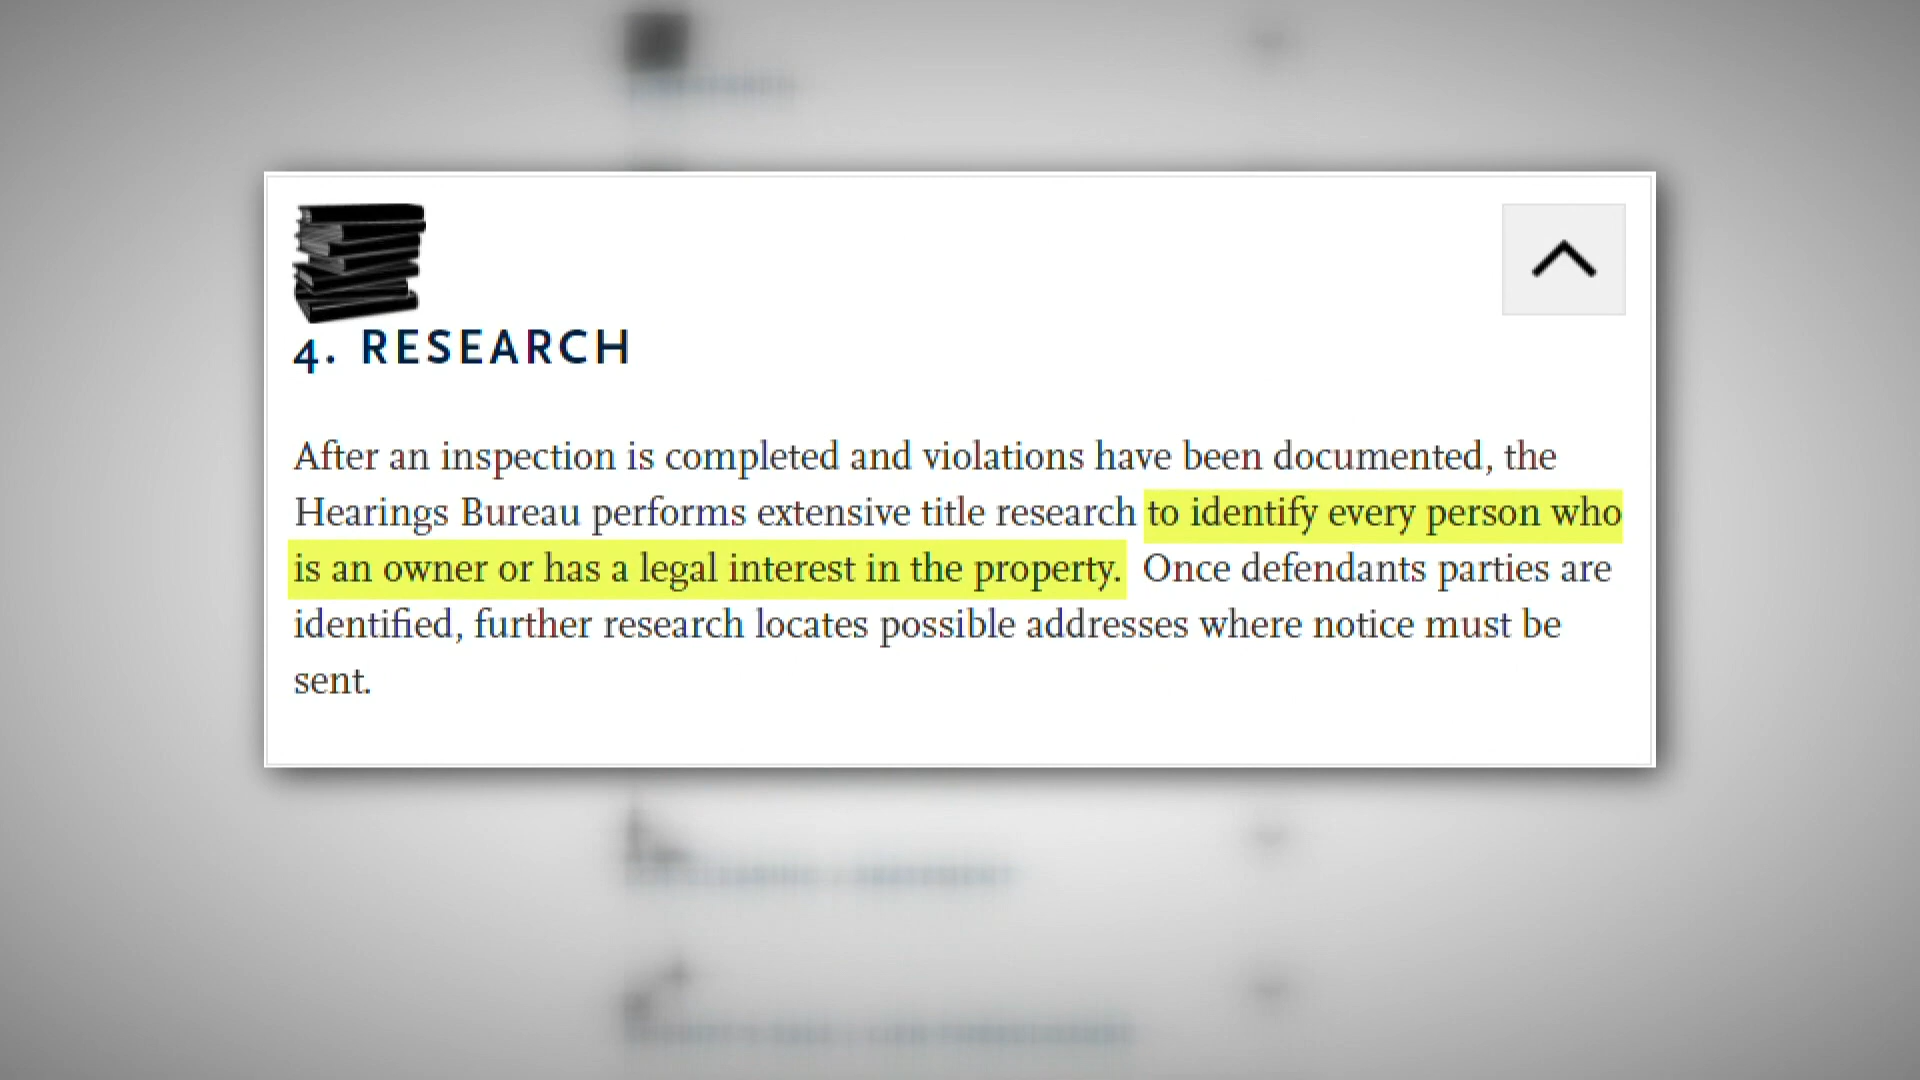 4. RESEARCH
After an inspection is completed and violations have been documented, the
Hearings Bureau performs extensive title research to identify every person who
is an owner or has a legal interest in the property. Once defendants parties are
identified, further research locates possible addresses where notice must be
sent.